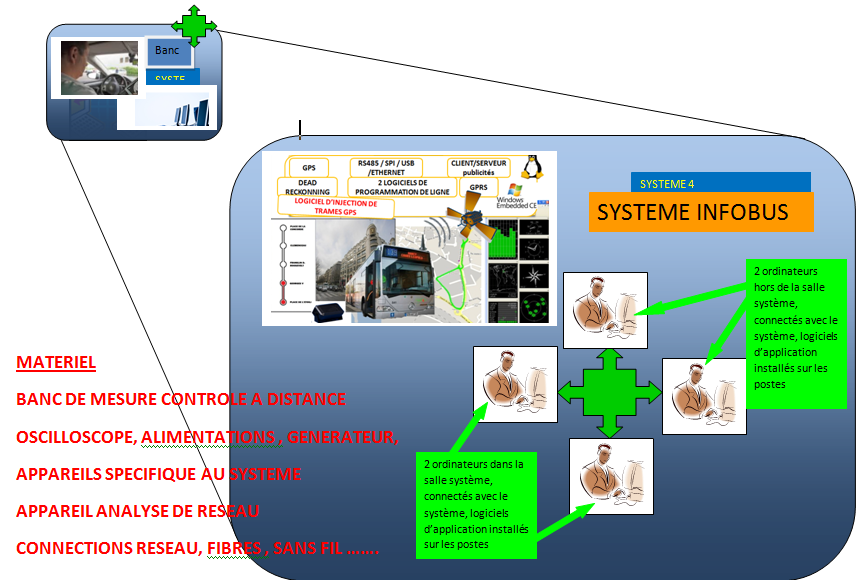 Banc
SYSTE
GPS
RS485 / SPI / USB
/ETHERNET
CLIENT/SERVEUR
publicités
DEAD
RECKONNING
2 LOGICIELS DE
PROGRAMMATION DE LIGNE
GPRS
LOGICIEL D'INJECTION DE
TRAMES GPS
Windows
Embedded CE
SYSTEME 4
SYSTEME INFOBUS
2 ordinateurs
hors de la salle
système,
connectés avec le
système, logiciels
d'application
installés sur les
postes
MATERIEL
BANC DE MESURE CONTROLE A DISTANCE
OSCILLOSCOPE, ALIMENTATIONS , GENERATEUR,
APPAREILS SPECIFIQUE AU SYSTEME
APPAREIL ANALYSE DE RESEAU
CONNECTIONS RESEAU, FIBRES , SANS FIL …….
2 ordinateurs dans la
salle système,
connectés avec le
système, logiciels
d'application installés
sur les postes